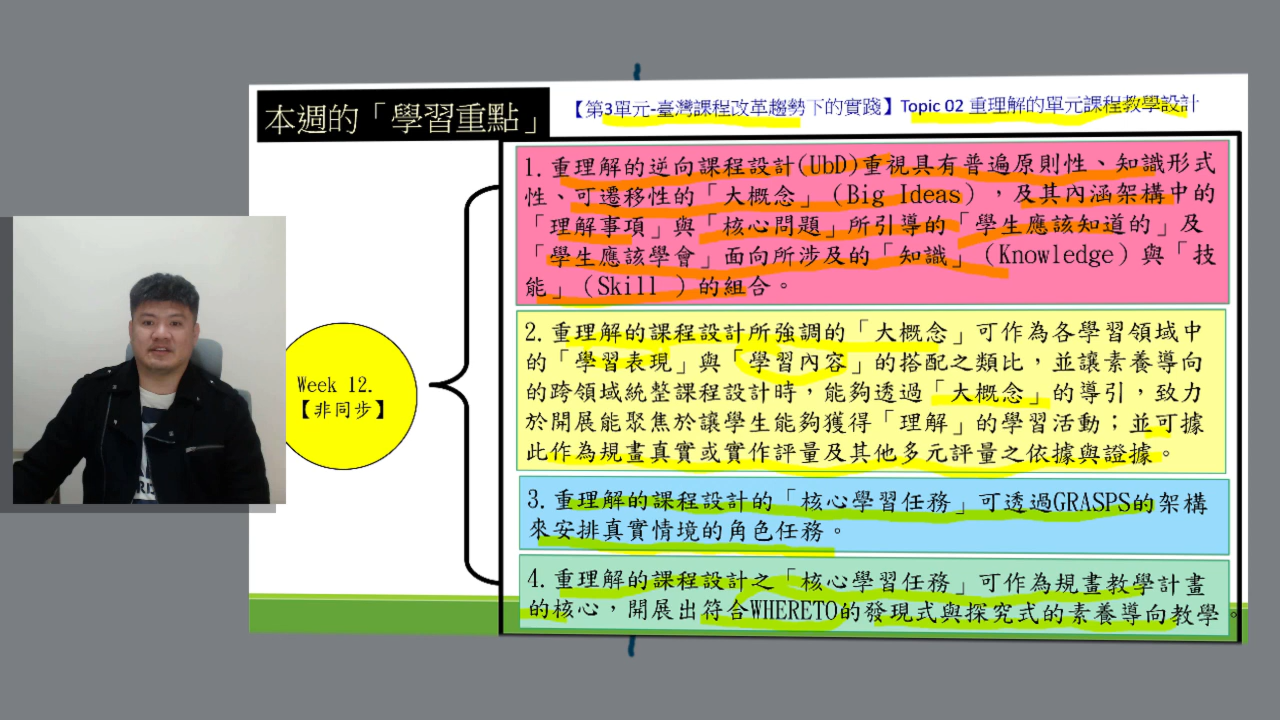 本週的「學習重點」
【第3單元-臺灣課程改革趨勢下的實踐】Topic 02 重理解的單元課程教學設計
1. 重理解的逆向課程設計(UbD)重視具有普遍原則性、知識形式
性、可遷移性的「大概念」（Big Ideas），及其內涵架構中的
「理解事項」與「核心問題」所引導的「學生應該知道的」及
「學生應該學會」面向所涉及的「知識」（Knowledge）與「技
能」（Skill ）的組合。
2. 重理解的課程設計所強調的「大概念」可作為各學習領域中
的「學習表現」與「學習內容」的搭配之類比，並讓素養導向
的跨領域統整課程設計時，能夠透過「大概念」的導引，致力
於開展能聚焦於讓學生能夠獲得「理解」的學習活動；並可據
此作為規畫真實或實作評量及其他多元評量之依據與證據。
Week 12.
【非同步】
3. 重理解的課程設計的「核心學習任務」可透過GRASPS的架構
來安排真實情境的角色任務。
4. 重理解的課程設計之「核心學習任務」可作為規畫教學計畫
的核心，開展出符合WHERETO的發現式與探究式的素養導向教學。